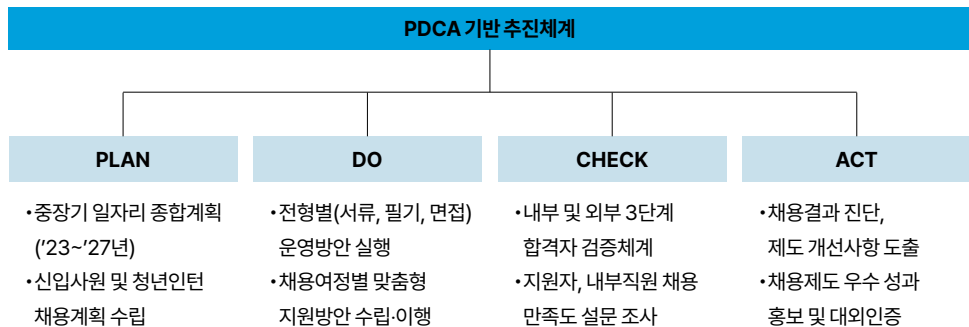 PDCA 기반 추진체계
PLAN
·중장기 일자리 종합계획
('23~'27년)
·신입사원 및 청년인턴
채용계획 수립
DO
·전형별(서류, 필기, 면접)
운영방안 실행
·채용여정별 맞춤형
지원방안 수립·이행
CHECK
·내부 및 외부 3단계
합격자 검증체계
·지원자, 내부직원 채용
만족도 설문 조사
ACT
·채용결과 진단,
제도 개선사항 도출
·채용제도 우수 성과
홍보 및 대외인증